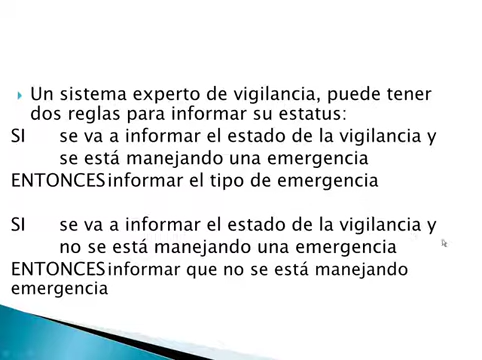 Un sistema experto de vigilancia, puede tener
dos reglas para informar su estatus:
SI se va a informar el estado de la vigilancia y
se está manejando una emergencia
ENTONCES informar el tipo de emergencia
SI se va a informar el estado de la vigilancia y
no se está manejando una emergencia
ENTONCES informar que no se está manejando
emergencia